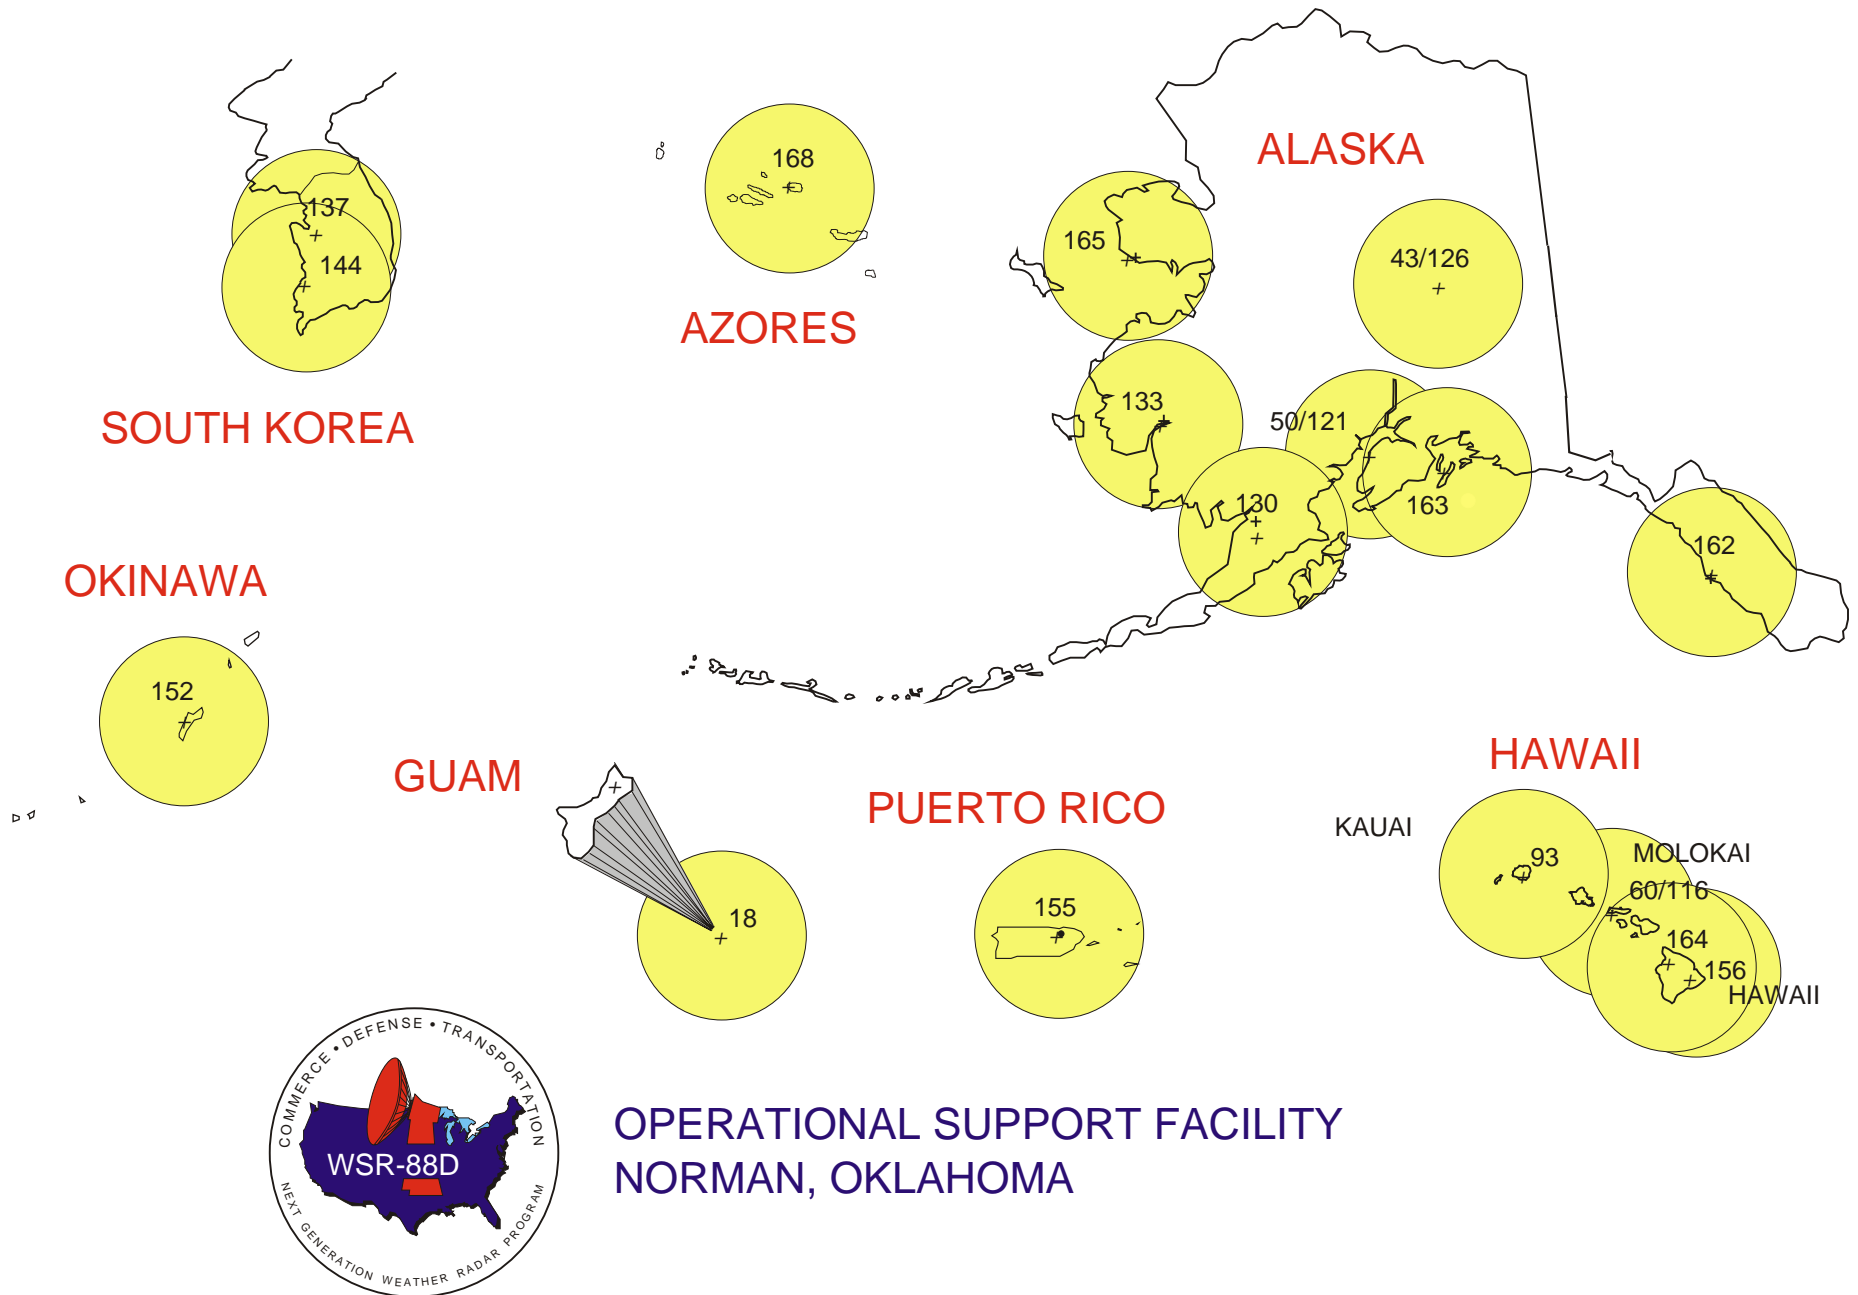 ALASKA
168
137
144
165
43/126
AZORES
SOUTH KOREA
133
50/121
130
163
162
OKINAWA
152
GUAM
HAWAII
PUERTO RICO
KAUAI
93
MOLOKAI
60/116
18
155
164
156
HAWAII
COMMERCE • DEFENSE • TRANSPORTATION
WSR-88D
NEXT GENERATION WEATHER RADAR PROGRAM
OPERATIONAL SUPPORT FACILITY
NORMAN, OKLAHOMA